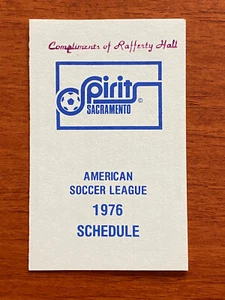 Compliments of Rafferty Hall
Spirits
SACRAMENTO ©
AMERICAN
SOCCER LEAGUE
1976
SCHEDULE